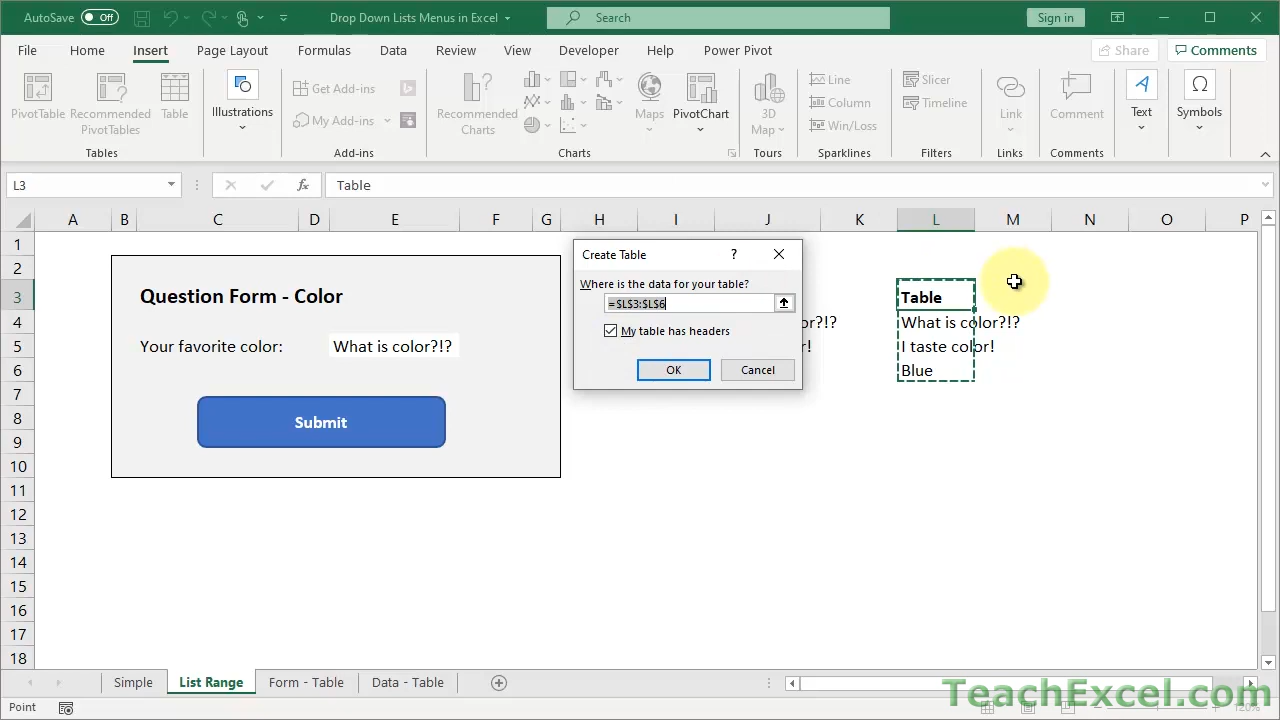 AutoSave Off
Drop Down Lists Menus in Excel
Search
Sign in
File Home Insert Page Layout Formulas Data Review View Developer Help Power Pivot
Share Comments
PivotTable
Recommended PivotTables
Table
Tables
Illustrations
Get Add-ins
My Add-ins
Add-ins
Recommended Charts
Maps
PivotChart
Charts
3D Map
Tours
Line
Column
Win/Loss
Sparklines
Slicer
Timeline
Filters
Link
Links
Comment
Comments
Text
Symbols
L3
fx
Table
A B C D E F G H I J K L M N O P
1
2
3
4
5
6
7
8
9
10
11
12
13
14
15
16
17
18
Question Form - Color
Your favorite color: What is color?!?
Submit
Create Table ?
Where is the data for your table?
=$L$3:$L$6
My table has headers
OK Cancel
or?!?
r!
Table
What is color?!?
I taste color!
Blue
Simple List Range Form - Table Data - Table
Point
120%
TeachExcel.com